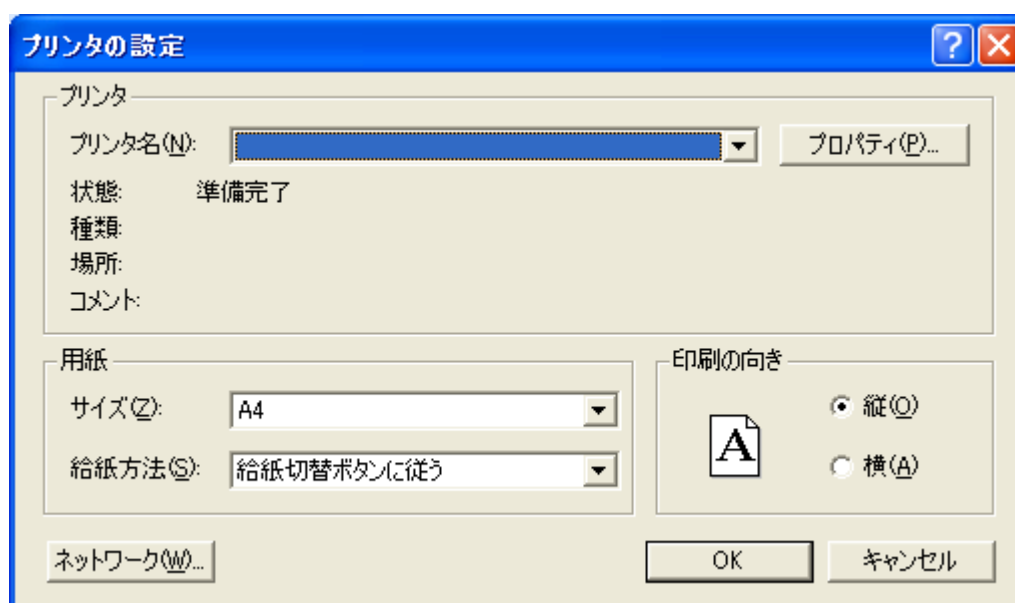 プリンタの設定
プリンタ
プリンタ名(N): プロパティ(P)...
状態: 準備完了
種類:
場所:
コメント:
用紙
サイズ(Z): A4
給紙方法(S): 給紙切替ボタンに従う
印刷の向き
A
縦(O)
横(A)
ネットワーク(W)... OK キャンセル